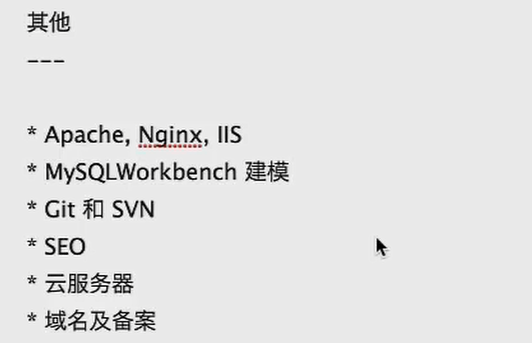 其他
---
* Apache, Nginx, IIS
* MySQLWorkbench 建模
* Git 和 SVN
* SEO
* 云服务器
* 域名及备案